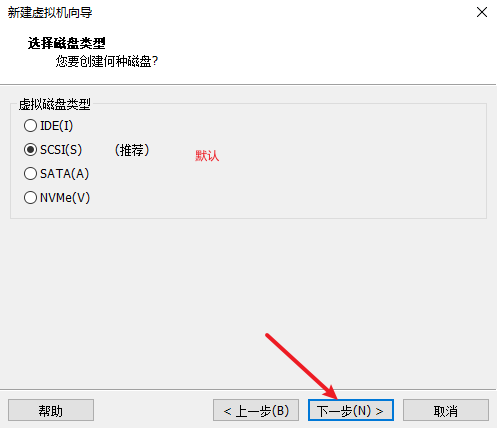 新建虚拟机向导
选择磁盘类型
您要创建何种磁盘?
虚拟磁盘类型
IDE(I)
SCSI(S) （推荐） 默认
SATA(A)
NVMe(V)
帮助 < 上一步(B) 下一步(N) > 取消